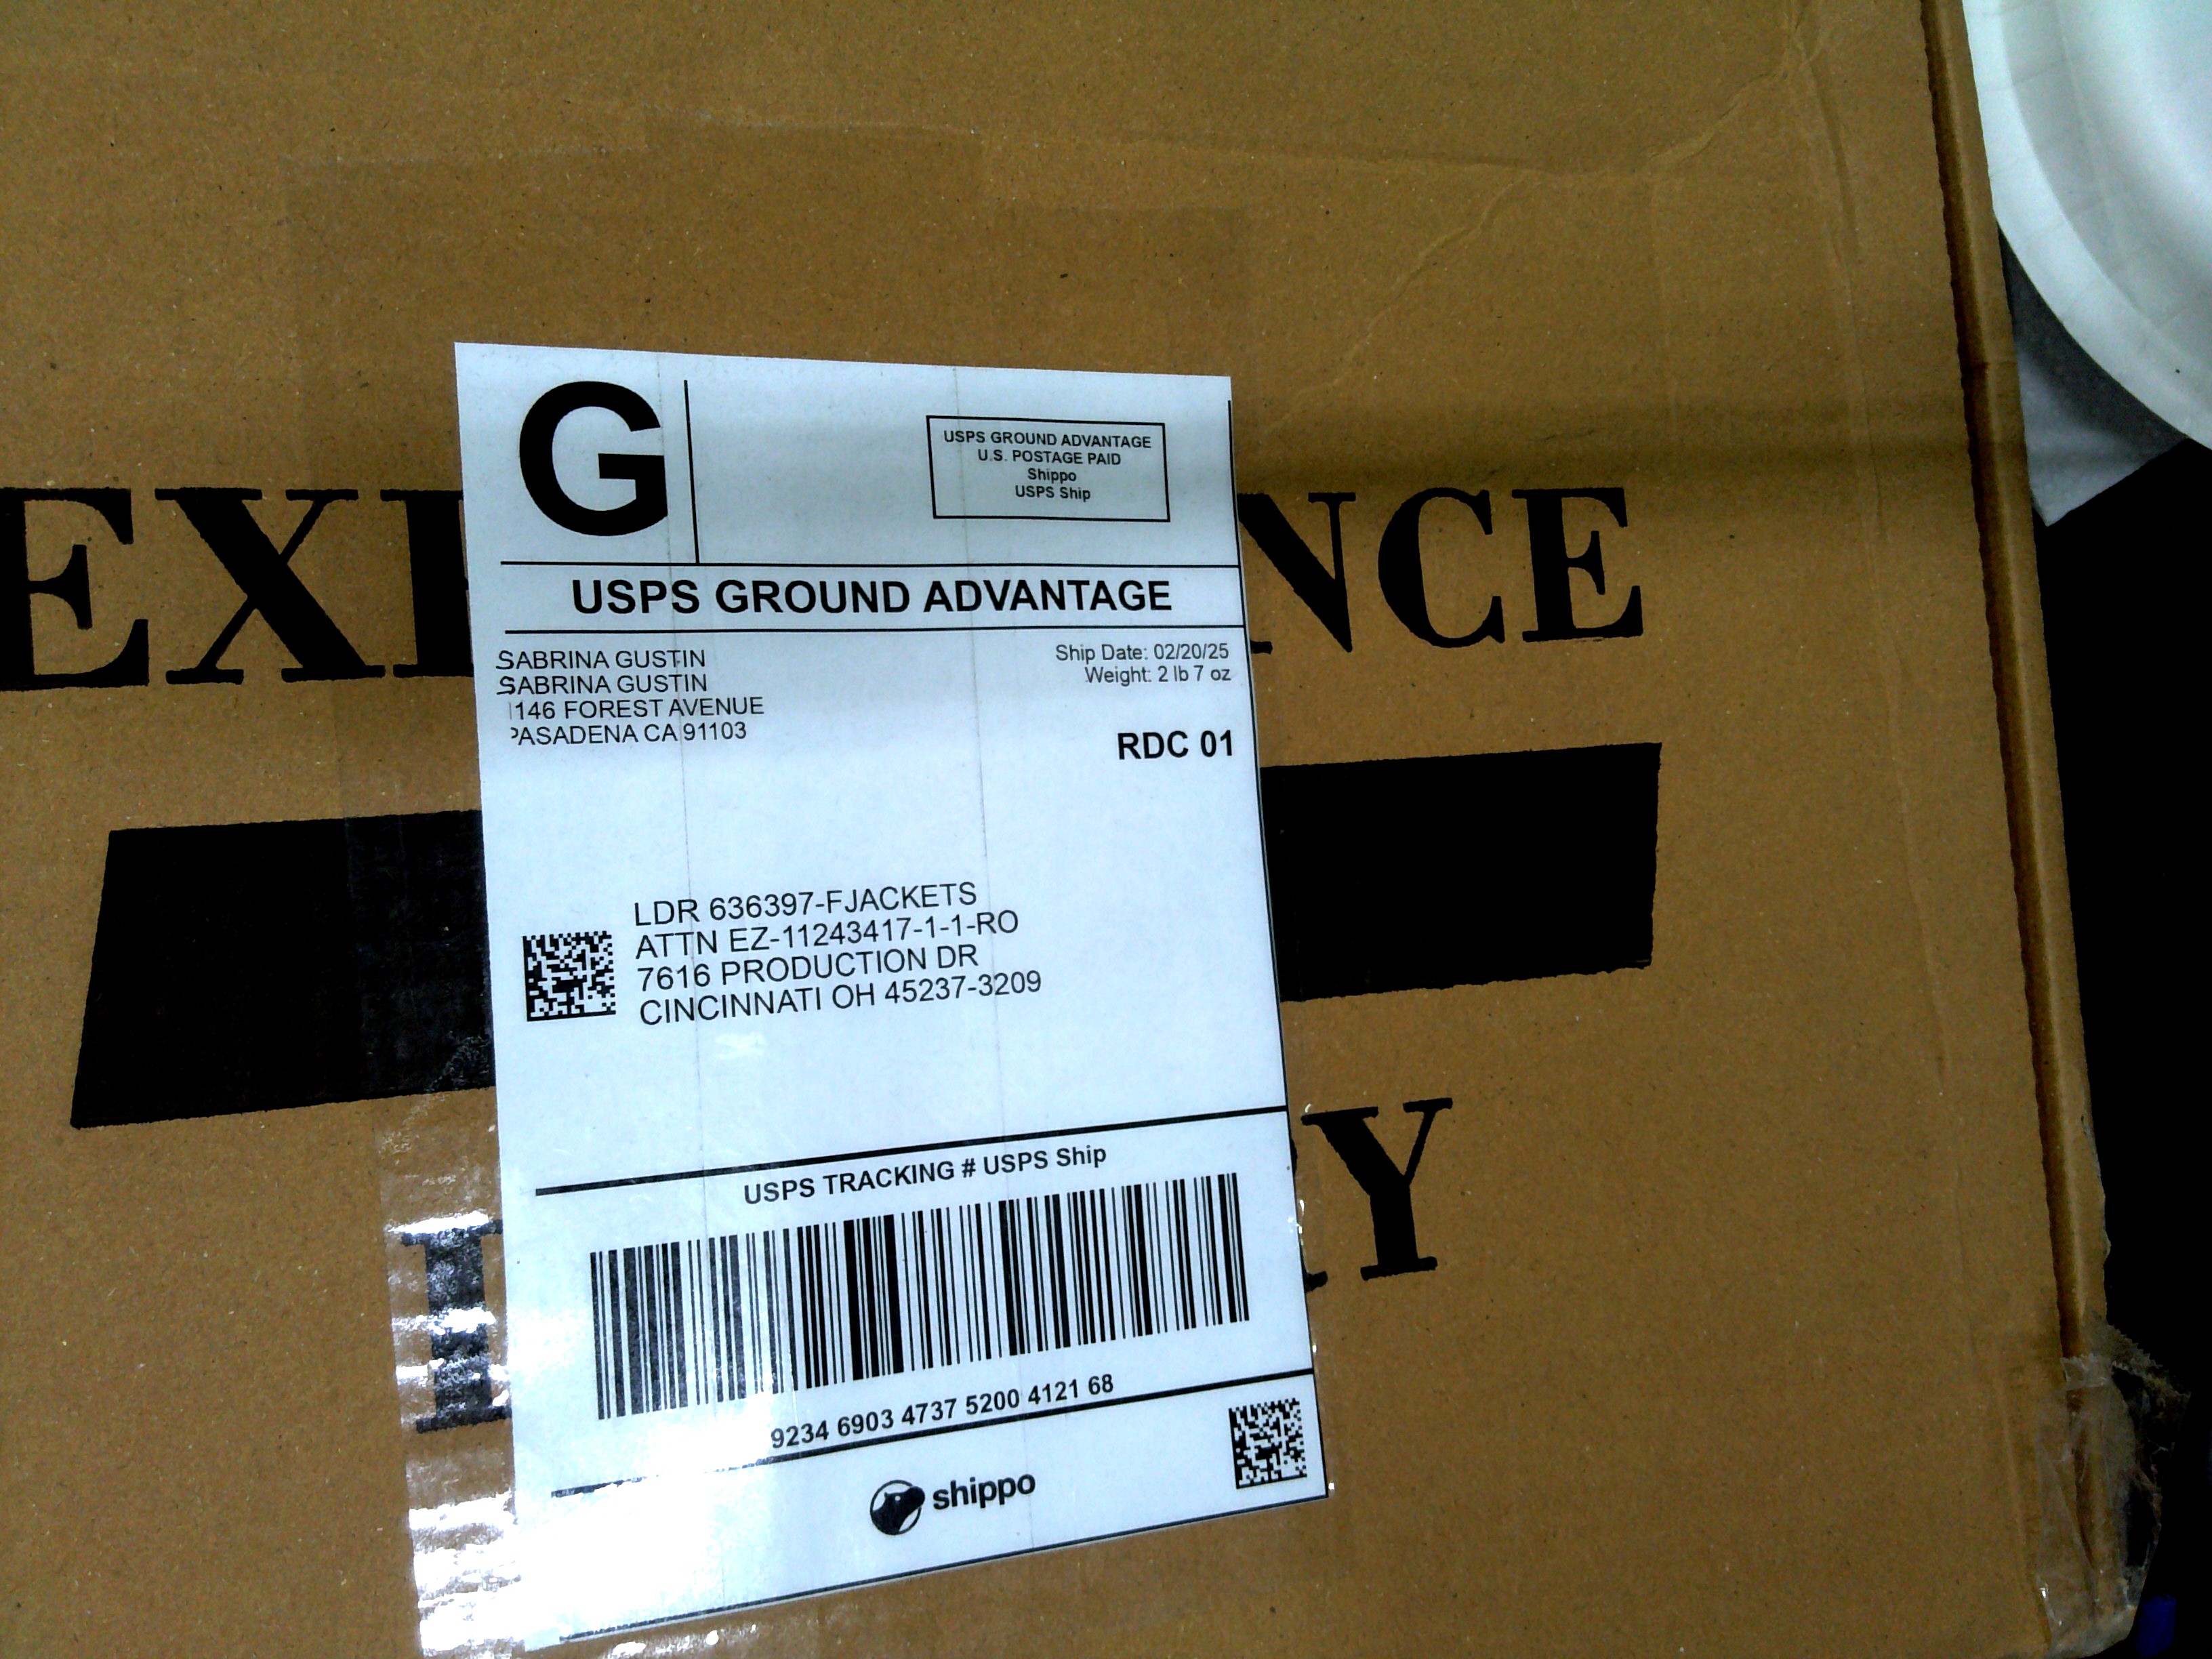 G
USPS GROUND ADVANTAGE
U.S. POSTAGE PAID
Shippo
USPS Ship
USPS GROUND ADVANTAGE
SABRINA GUSTIN
SABRINA GUSTIN
1146 FOREST AVENUE
PASADENA CA 91103
Ship Date: 02/20/25
Weight: 2 lb 7 oz
RDC 01
LDR 636397-FJACKETS
ATTN EZ-11243417-1-1-RO
7616 PRODUCTION DR
CINCINNATI OH 45237-3209
USPS TRACKING # USPS Ship
9234 6903 4737 5200 4121 68
shippo